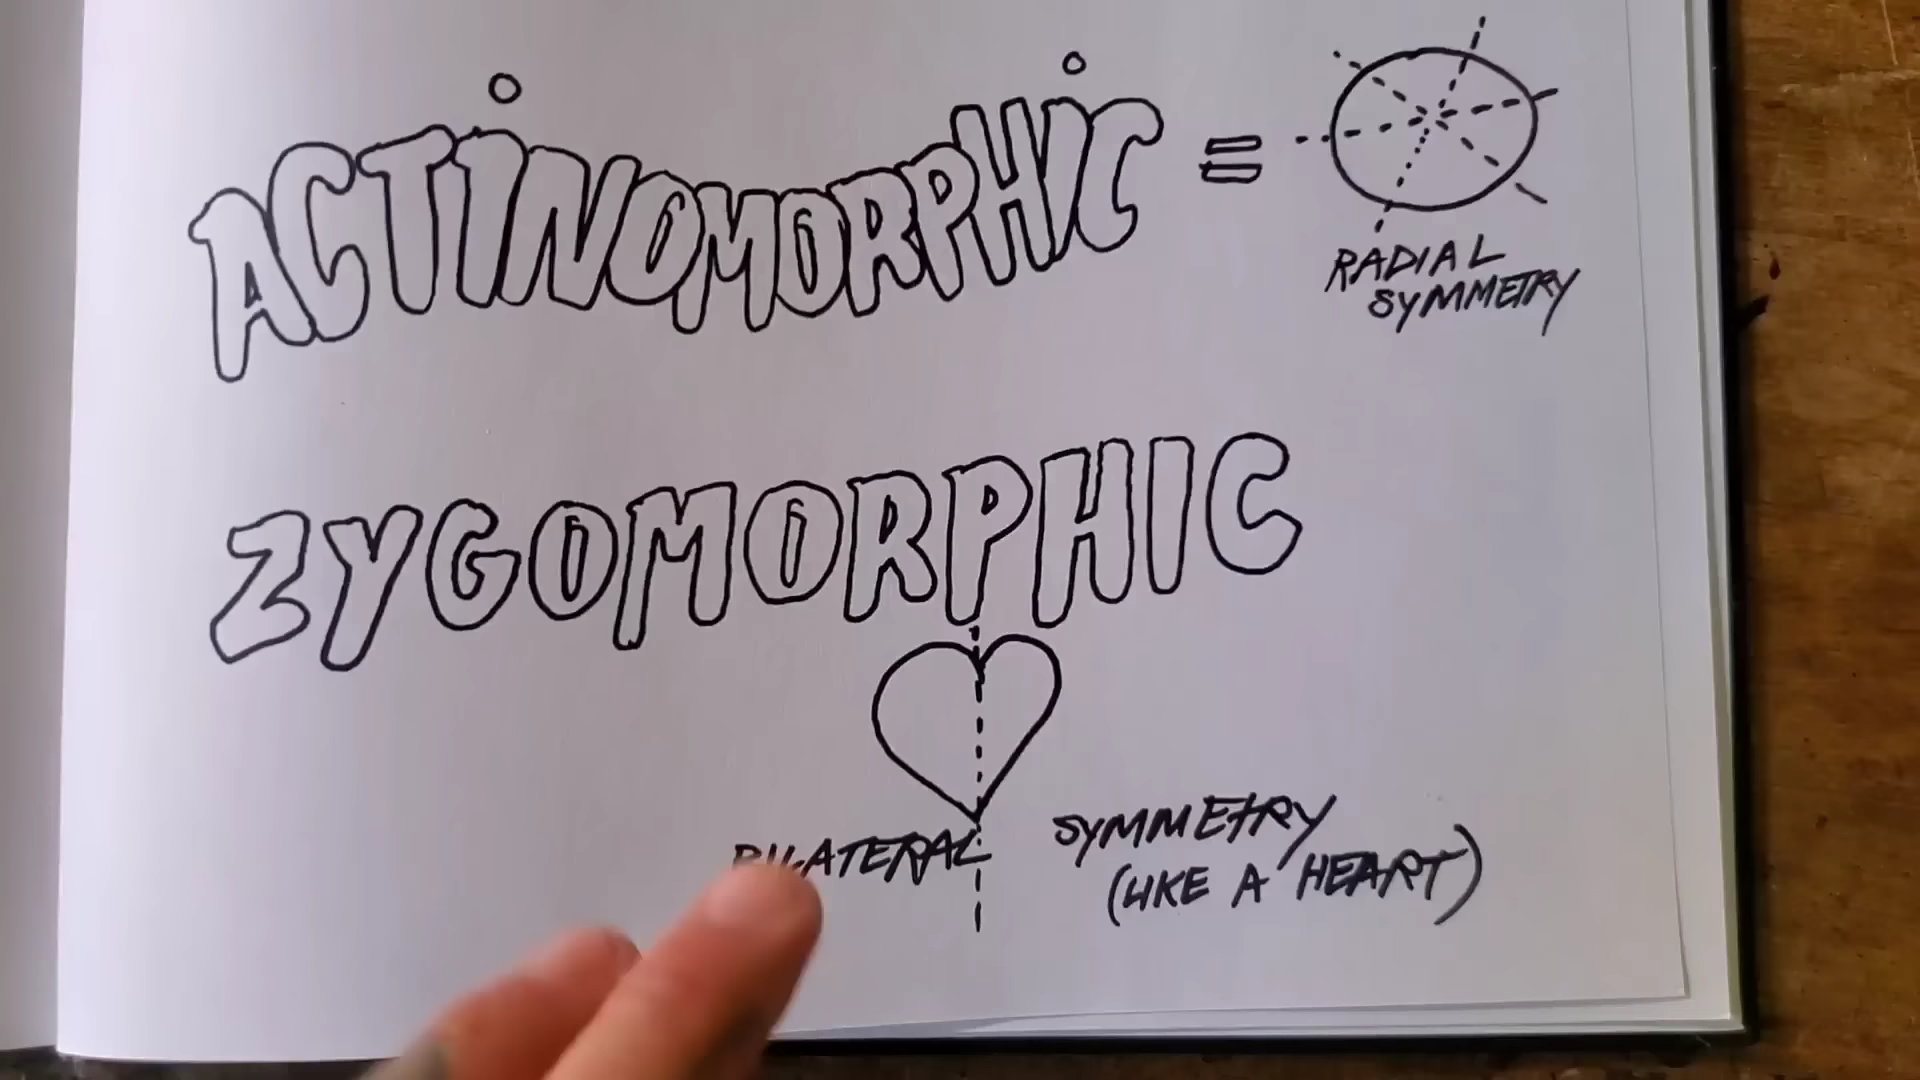 ACTiNOMORPHiC =
RADIAL
SYMMETRY
ZYGOMORPHIC
BILATERAL SYMMETRY
(LIKE A HEART)